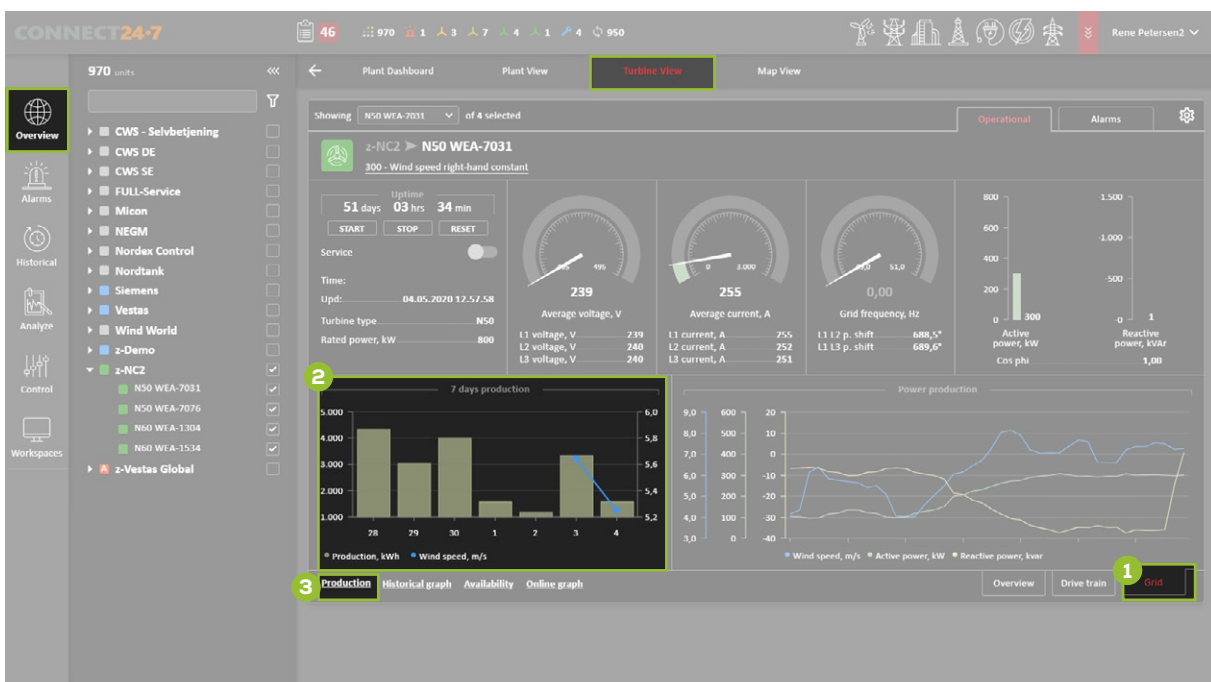 CONNECT24·7
46 970 1 3 7 4 1 4 950
Rene Petersen2
970 units
Plant Dashboard Plant View Turbine View Map View
Overview
Alarms
Historical
Analyze
Control
Workspaces
CWS - Selvbetjening
CWS DE
CWS SE
FULL-Service
Micon
NEGM
Nordex Control
Nordtank
Siemens
Vestas
Wind World
z-Demo
z-NC2
N50 WEA-7031
N50 WEA-7076
N60 WEA-1304
N60 WEA-1534
A z-Vestas Global
Showing N50 WEA-7031 of 4 selected
Operational Alarms
z-NC2 ➤ N50 WEA-7031
300 - Wind speed right-hand constant
Uptime
51 days 03 hrs 34 min
START STOP RESET
Service
Time:
Upd: 04.05.2020 12.57.58
Turbine type N50
Rated power, kW 800
495
239
Average voltage, V
L1 voltage, V 239
L2 voltage, V 240
L3 voltage, V 240
0 3.000
255
Average current, A
L1 current, A 255
L2 current, A 252
L3 current, A 251
51,0
0,00
Grid frequency, Hz
L1 L2 p. shift 688,5°
L1 L3 p. shift 689,6°
800
600
400
200
0
300
Active
power, kW
1.500
-1.000
-500
-0
1
Reactive
power, kVAr
Cos phi 1,00
2
7 days production
5.000
4.000
3.000
2.000
1.000
6,0
5,8
5,6
5,4
5,2
28 29 30 1 2 3 4
Production, kWh Wind speed, m/s
Power production
9,0 600 20
8,0 500 10
7,0 400 0
6,0 300 -10
5,0 200 -20
4,0 100 -30
3,0 0 -40
Wind speed, m/s Active power, kW Reactive power, kvar
3
Production Historical graph Availability Online graph
Overview Drive train
1
Grid